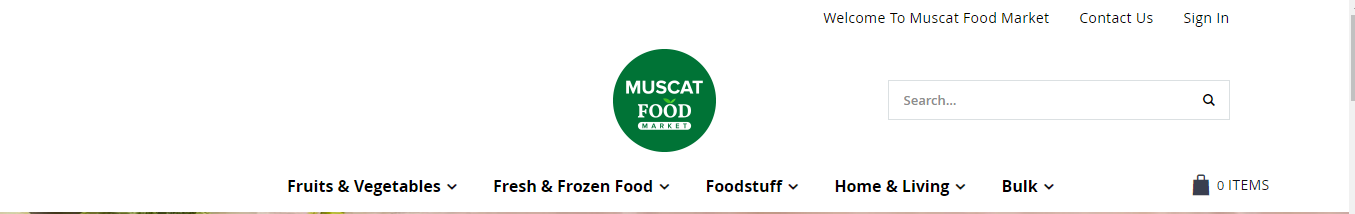 Welcome To Muscat Food Market Contact Us Sign In
MUSCAT
FOOD
MARKET
Search...
Fruits & Vegetables Fresh & Frozen Food Foodstuff Home & Living Bulk 0 ITEMS